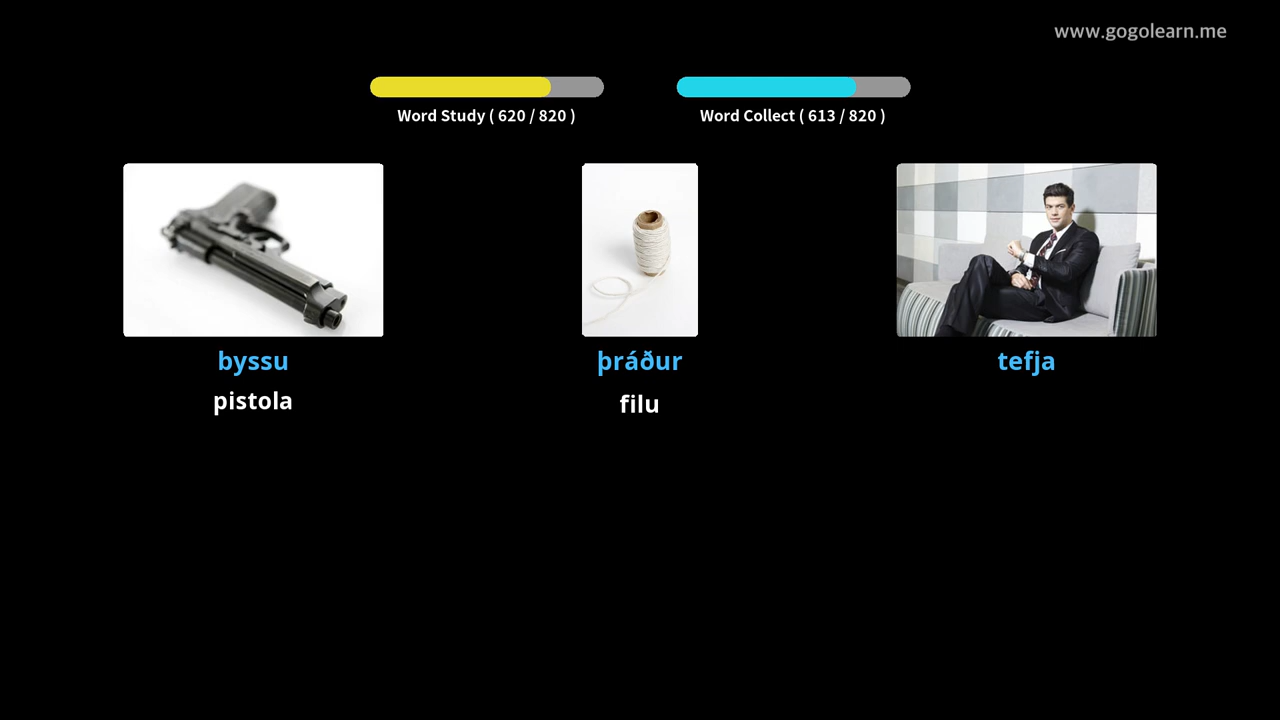 www.gogolearn.me
Word Study ( 620 / 820 )
Word Collect ( 613 / 820 )
byssu
þráður
tefja
pistola
filu